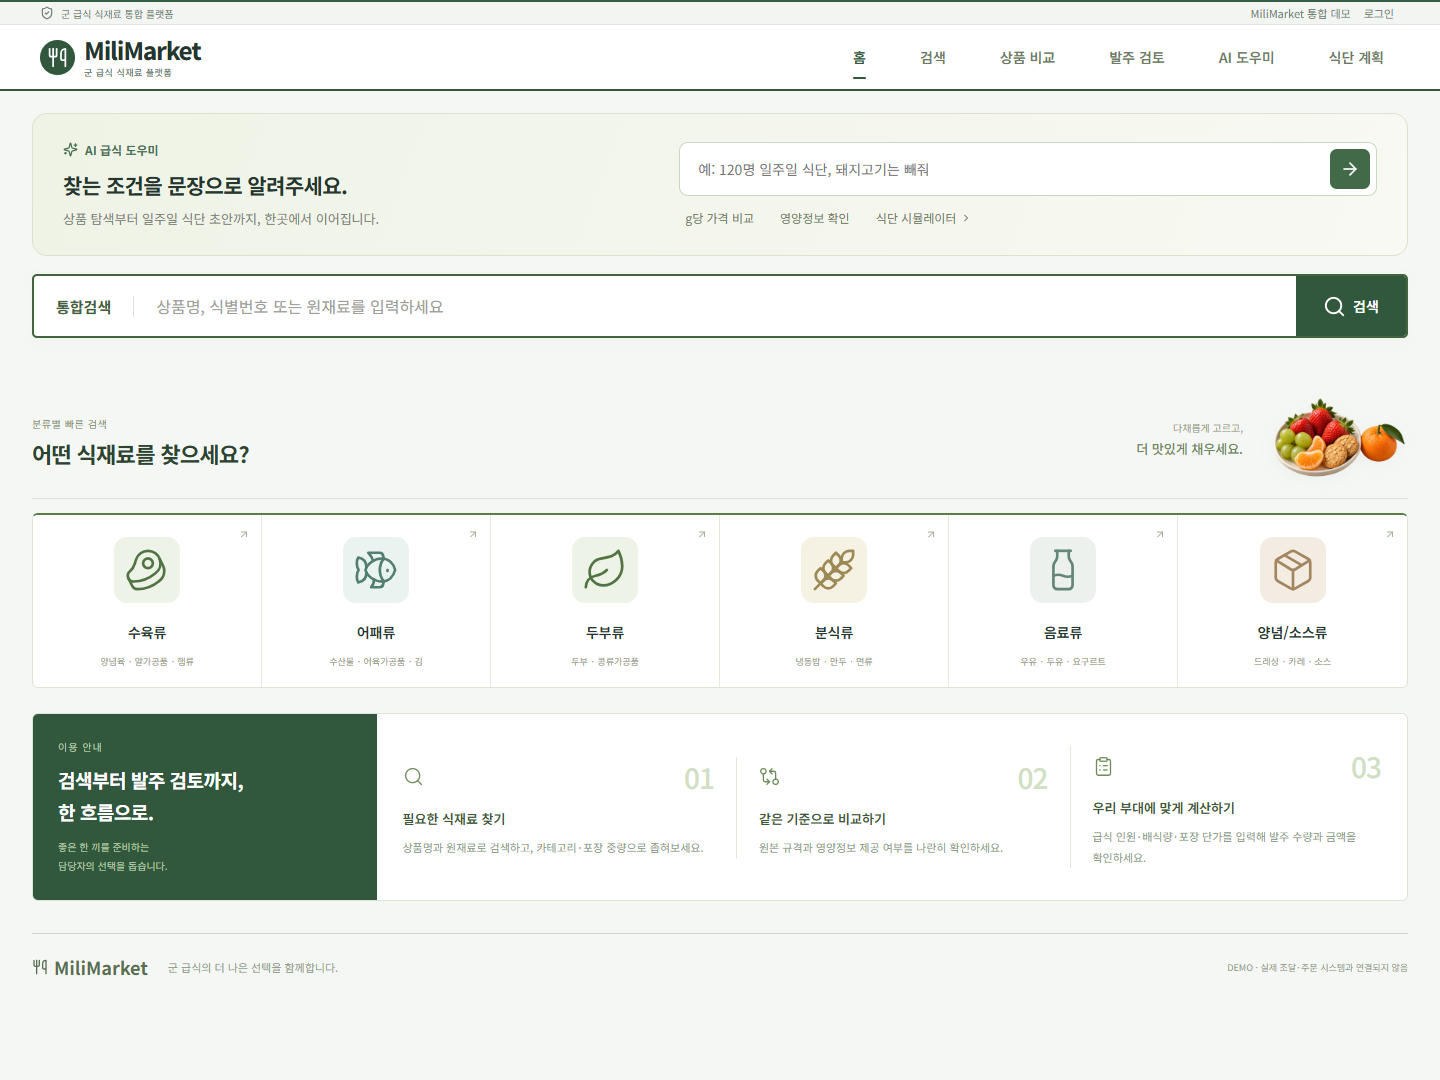 군 급식 식재료 통합 플랫폼
MiliMarket 통합 데모 로그인
MiliMarket
군 급식 식재료 플랫폼
홈 검색 상품 비교 발주 검토 AI 도우미 식단 계획
AI 급식 도우미
찾는 조건을 문장으로 알려주세요.
상품 탐색부터 일주일 식단 초안까지, 한곳에서 이어집니다.
예: 120명 일주일 식단, 돼지고기는 빼줘
g당 가격 비교 영양정보 확인 식단 시뮬레이터
통합검색 상품명, 식별번호 또는 원재료를 입력하세요 검색
분류별 빠른 검색
어떤 식재료를 찾으세요?
다채롭게 고르고,
더 맛있게 채우세요.
수육류
양념육 · 알가공품 · 햄류
어패류
수산물 · 어육가공품 · 김
두부류
두부 · 콩류가공품
분식류
냉동밥 · 만두 · 면류
음료류
우유 · 두유 · 요구르트
양념/소스류
드레싱 · 카레 · 소스
이용 안내
검색부터 발주 검토까지,
한 흐름으로.
좋은 한 끼를 준비하는
담당자의 선택을 돕습니다.
01
필요한 식재료 찾기
상품명과 원재료로 검색하고, 카테고리·포장 중량으로 좁혀보세요.
02
같은 기준으로 비교하기
원본 규격과 영양정보 제공 여부를 나란히 확인하세요.
03
우리 부대에 맞게 계산하기
급식 인원·배식량·포장 단가를 입력해 발주 수량과 금액을
확인하세요.
MiliMarket 군 급식의 더 나은 선택을 함께합니다.
DEMO · 실제 조달·주문 시스템과 연결되지 않음